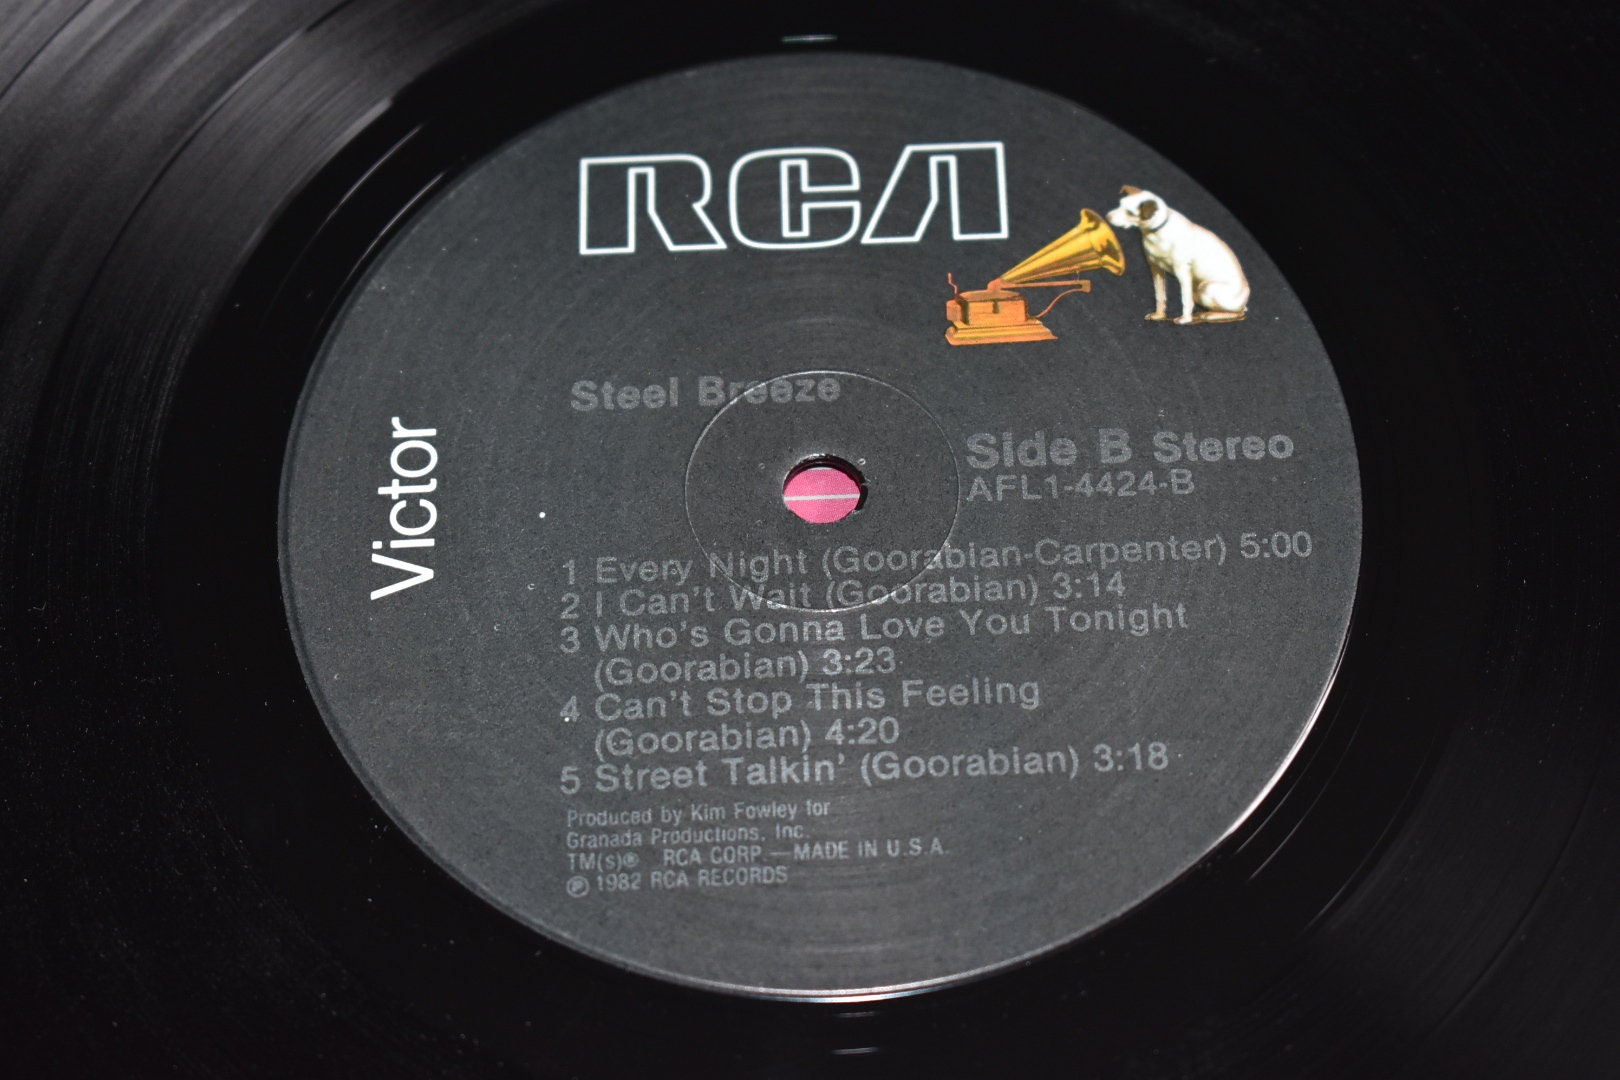 RCA
Victor
Steel Breeze
Side B Stereo
AFL1-4424-B
1 Every Night (Goorabian-Carpenter) 5:00
2 I Can't Wait (Goorabian) 3:14
3 Who's Gonna Love You Tonight
(Goorabian) 3:23
4 Can't Stop This Feeling
(Goorabian) 4:20
5 Street Talkin' (Goorabian) 3:18
Produced by Kim Fowley for
Granada Productions, Inc.
TM(s)® RCA CORP.—MADE IN U.S.A.
℗ 1982 RCA RECORDS